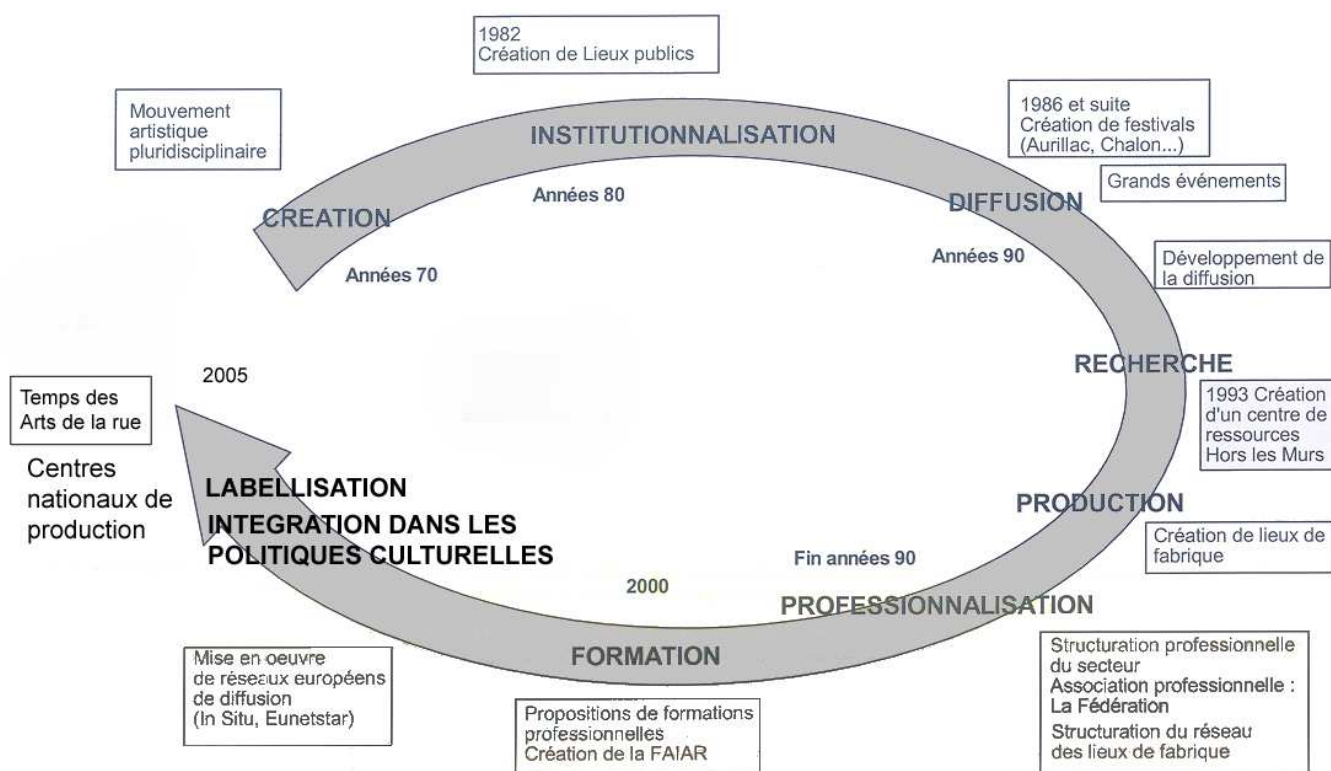 1982
Création de Lieux publics
Mouvement
artistique
pluridisciplinaire
INSTITUTIONNALISATION
1986 et suite
Création de festivals
(Aurillac, Chalon...)
Années 80
Grands événements
CREATION
DIFFUSION
Années 70
Années 90
Développement de
la diffusion
RECHERCHE
2005
Temps des
Arts de la rue
1993 Création
d'un centre de
ressources
Hors les Murs
Centres
nationaux de
production
LABELLISATION
INTEGRATION DANS LES
POLITIQUES CULTURELLES
PRODUCTION
Création de lieux de
fabrique
Fin années 90
2000
PROFESSIONNALISATION
FORMATION
Mise en oeuvre
de réseaux européens
de diffusion
(In Situ, Eunetstar)
Propositions de formations
professionnelles
Création de la FAIAR
Structuration professionnelle
du secteur
Association professionnelle :
La Fédération
Structuration du réseau
des lieux de fabrique